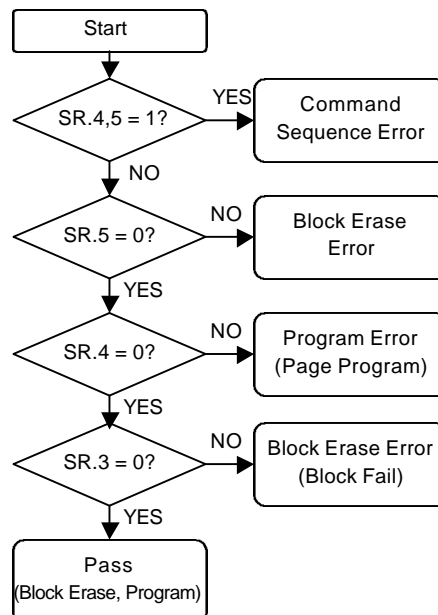 Start
SR.4,5 = 1?
YES
Command
Sequence Error
NO
SR.5 = 0?
NO
Block Erase
Error
YES
SR.4 = 0?
NO
Program Error
(Page Program)
YES
SR.3 = 0?
NO
Block Erase Error
(Block Fail)
YES
Pass
(Block Erase, Program)